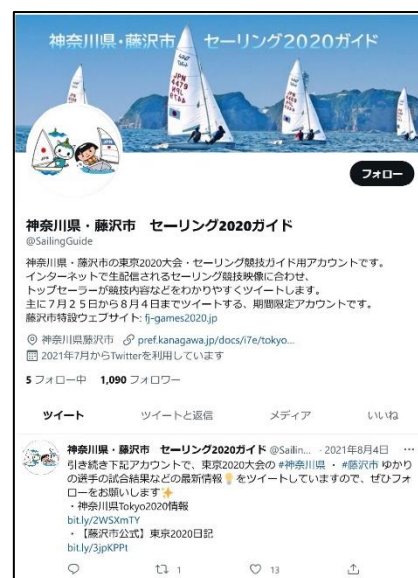 神奈川県・藤沢市 セーリング2020ガイド
JPN
4479
フォロー
神奈川県・藤沢市 セーリング2020ガイド
@SailingGuide
神奈川県・藤沢市の東京2020大会・セーリング競技ガイド用アカウントです。
インターネットで生配信されるセーリング競技映像に合わせ、
トップセーラーが競技内容などをわかりやすくツイートします。
主に7月25日から8月4日までツイートする、期間限定アカウントです。
藤沢市特設ウェブサイト: fj-games2020.jp
神奈川県藤沢市 pref.kanagawa.jp/docs/i7e/tokyo...
2021年7月からTwitterを利用しています
5 フォロー中 1,090 フォロワー
ツイート ツイートと返信 メディア いいね
神奈川県・藤沢市 セーリング2020ガイド @Sailin... · 2021年8月4日 ···
引き続き下記アカウントで、東京2020大会の #神奈川県 ・ #藤沢市 ゆかり
の選手の試合結果などの最新情報💡をツイートしていますので、ぜひフォ
ローをお願いします✨
・神奈川県Tokyo2020情報
bit.ly/2WSXmTY
・【藤沢市公式】東京2020日記
bit.ly/3jpKPPt
1 13